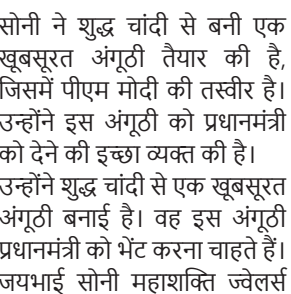 सोनी ने शुद्ध चांदी से बनी एक
खूबसूरत अंगूठी तैयार की है,
जिसमें पीएम मोदी की तस्वीर है।
उन्होंने इस अंगूठी को प्रधानमंत्री
को देने की इच्छा व्यक्त की है।
उन्होंने शुद्ध चांदी से एक खूबसूरत
अंगूठी बनाई है। वह इस अंगूठी
प्रधानमंत्री को भेंट करना चाहते हैं।
जयभाई सोनी महाशक्ति ज्वेलर्स